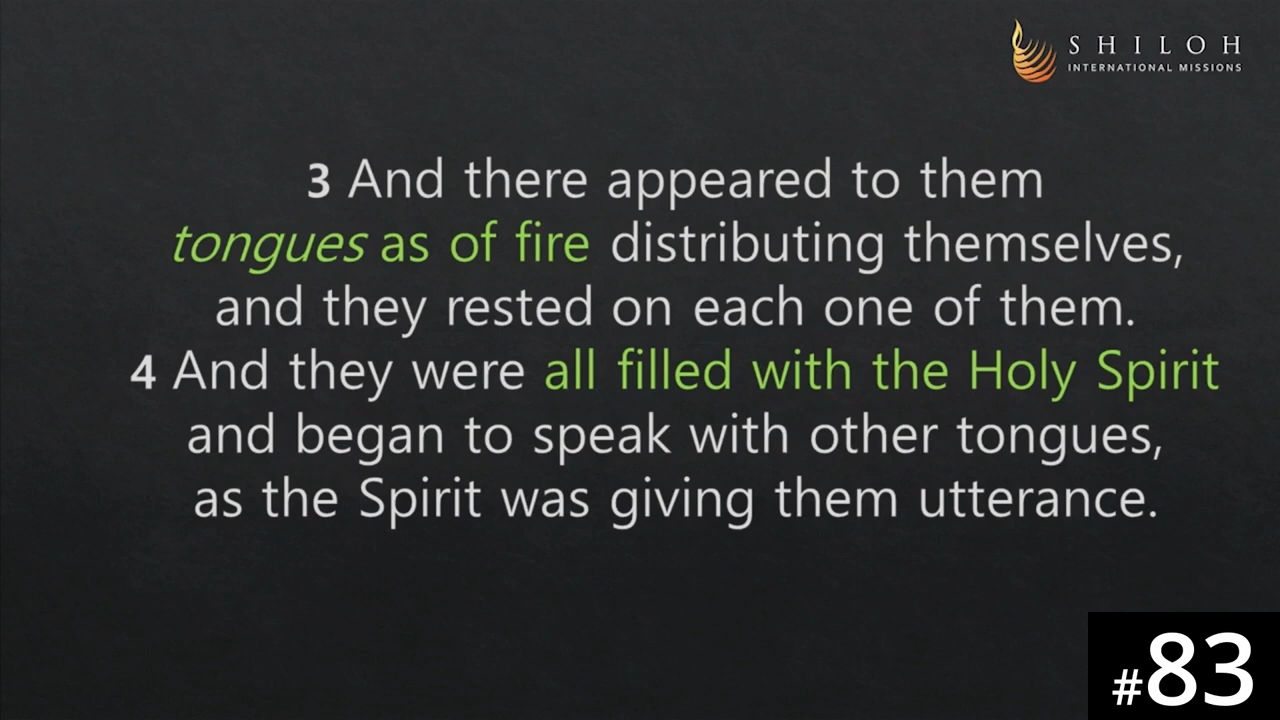 SHILOH
INTERNATIONAL MISSIONS
3 And there appeared to them
tongues as of fire distributing themselves,
and they rested on each one of them.
4 And they were all filled with the Holy Spirit
and began to speak with other tongues,
as the Spirit was giving them utterance.
#83